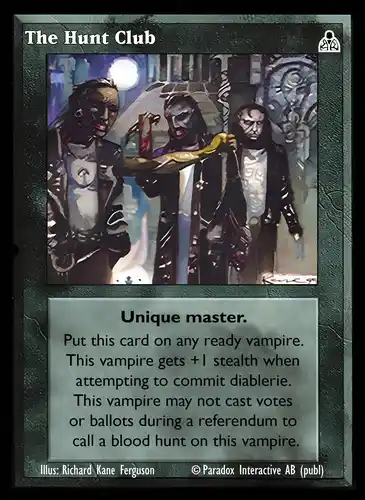 The Hunt Club
Unique master.
Put this card on any ready vampire.
This vampire gets +1 stealth when
attempting to commit diablerie.
This vampire may not cast votes
or ballots during a referendum to
call a blood hunt on this vampire.
Illus: Richard Kane Ferguson © Paradox Interactive AB (publ)